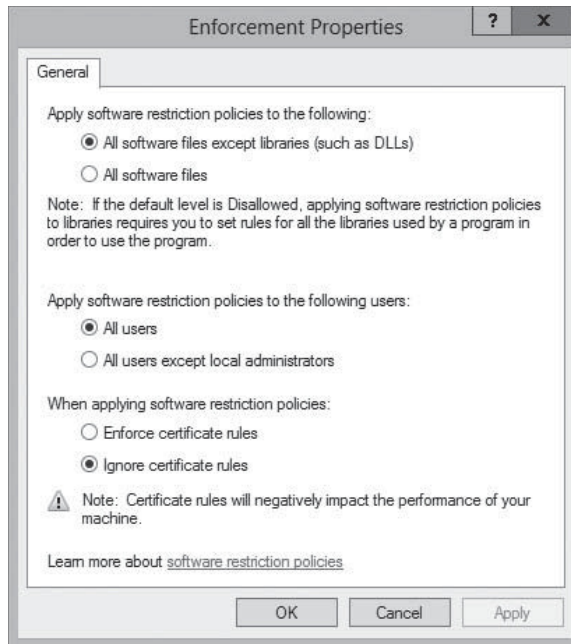 Enforcement Properties
?
x
General
Apply software restriction policies to the following:
All software files except libraries (such as DLLs)
All software files
Note: If the default level is Disallowed, applying software restriction policies
to libraries requires you to set rules for all the libraries used by a program in
order to use the program.
Apply software restriction policies to the following users:
All users
All users except local administrators
When applying software restriction policies:
Enforce certificate rules
Ignore certificate rules
Note: Certificate rules will negatively impact the performance of your
machine.
Learn more about software restriction policies
OK
Cancel
Apply